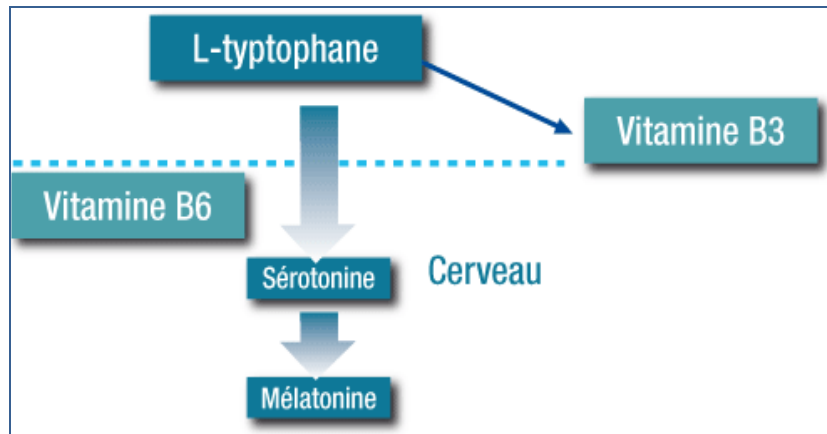 L-typtophane
Vitamine B3
Vitamine B6
Sérotonine
Cerveau
Mélatonine